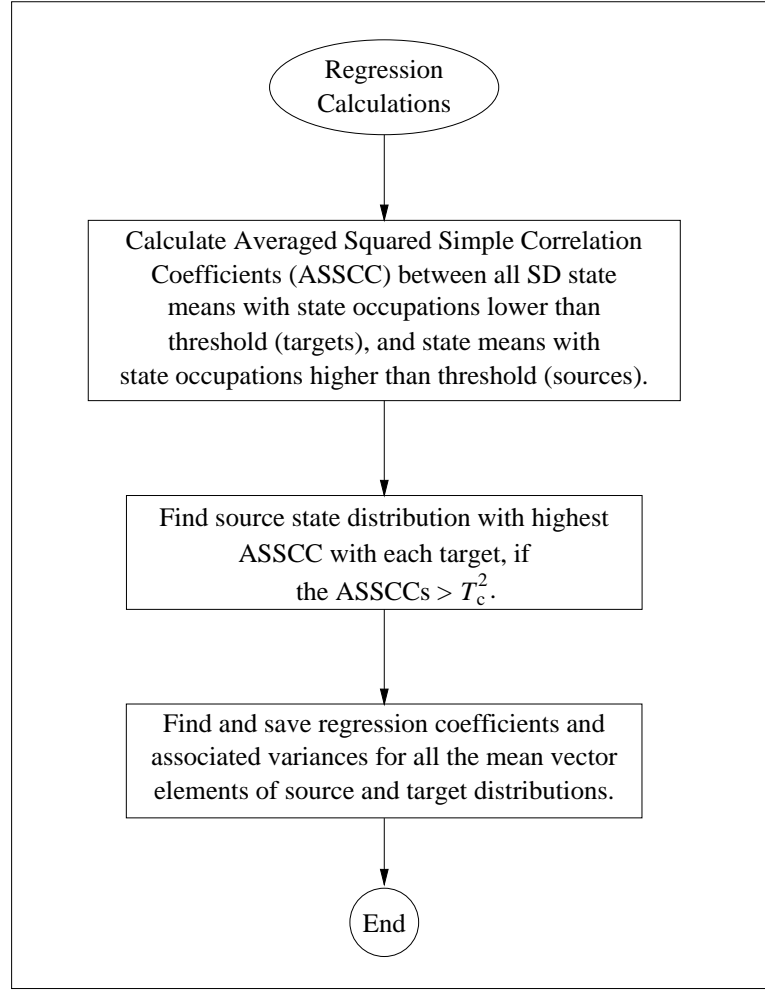 Regression
Calculations
Calculate Averaged Squared Simple Correlation
Coefficients (ASSCC) between all SD state
means with state occupations lower than
threshold (targets), and state means with
state occupations higher than threshold (sources).
Find source state distribution with highest
ASSCC with each target, if
the ASSCCs > T_c^2.
Find and save regression coefficients and
associated variances for all the mean vector
elements of source and target distributions.
End